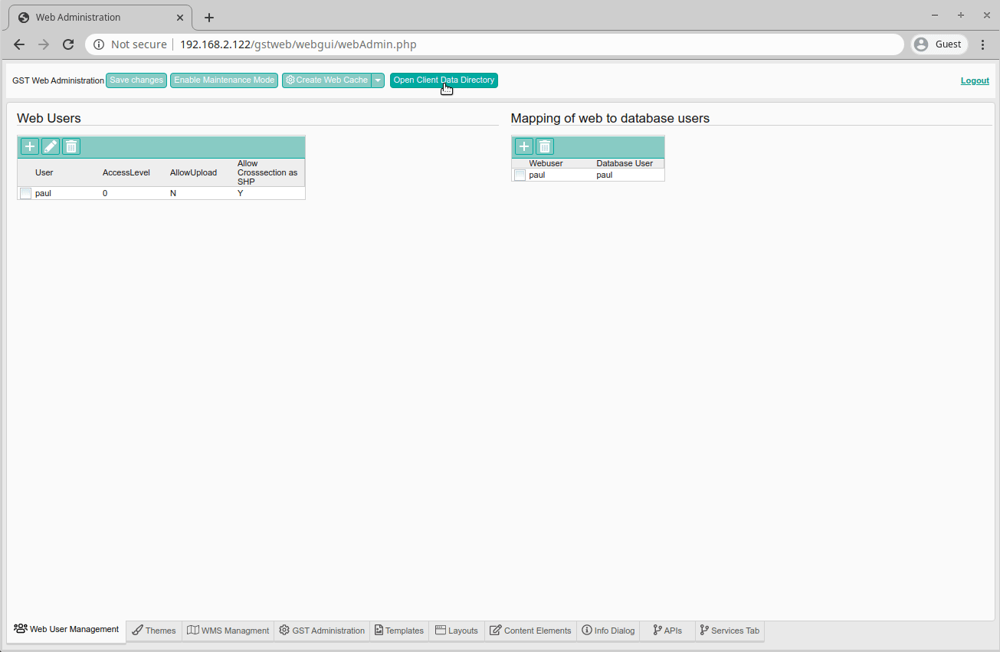 Web Administration
Not secure
192.168.2.122/gstweb/webgui/webAdmin.php
Guest
GST Web Administration
Save changes
Enable Maintenance Mode
Create Web Cache
Open Client Data Directory
Logout
Web Users
User
AccessLevel
AllowUpload
Allow
Crosssection as
SHP
paul
0
N
Y
Mapping of web to database users
Webuser
Database User
paul
paul
Web User Management
Themes
WMS Managment
GST Administration
Templates
Layouts
Content Elements
Info Dialog
APIs
Services Tab